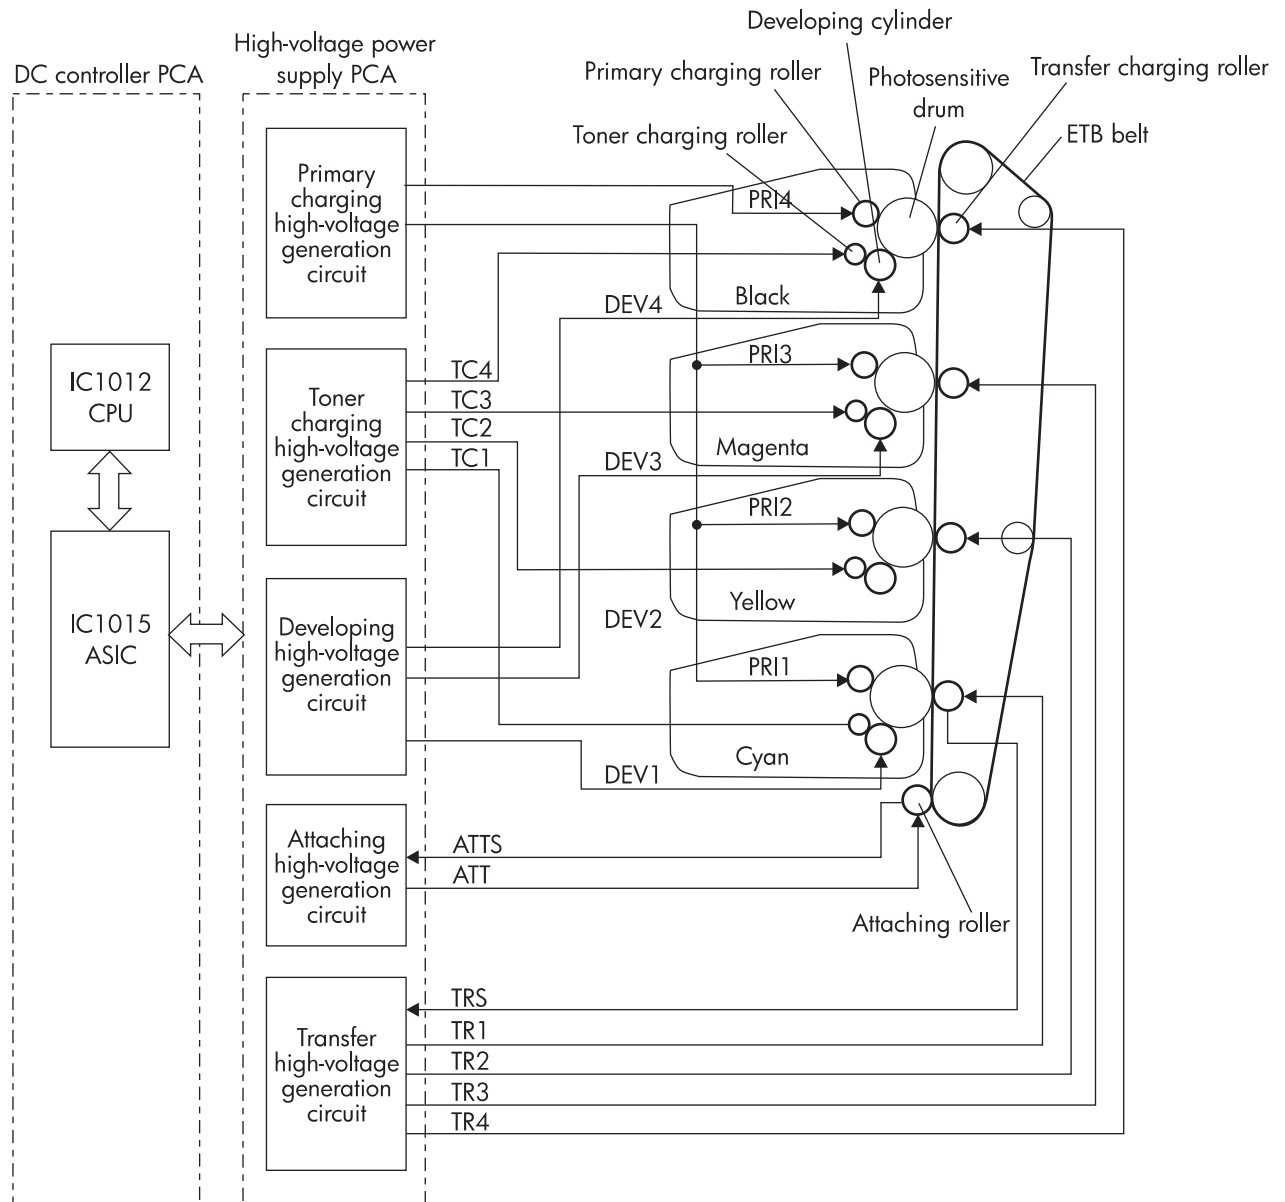 Developing cylinder
High-voltage power
supply PCA
DC controller PCA
Primary charging roller
Photosensitive
drum
Transfer charging roller
Toner charging roller
ETB belt
Primary
charging
high-voltage
generation
circuit
PRI4
Black
DEV4
IC1012
CPU
Toner
charging
high-voltage
generation
circuit
TC4
TC3
TC2
TC1
PRI3
Magenta
DEV3
PRI2
Yellow
DEV2
IC1015
ASIC
Developing
high-voltage
generation
circuit
PRI1
Cyan
DEV1
Attaching
high-voltage
generation
circuit
ATTS
ATT
Attaching roller
Transfer
high-voltage
generation
circuit
TRS
TR1
TR2
TR3
TR4